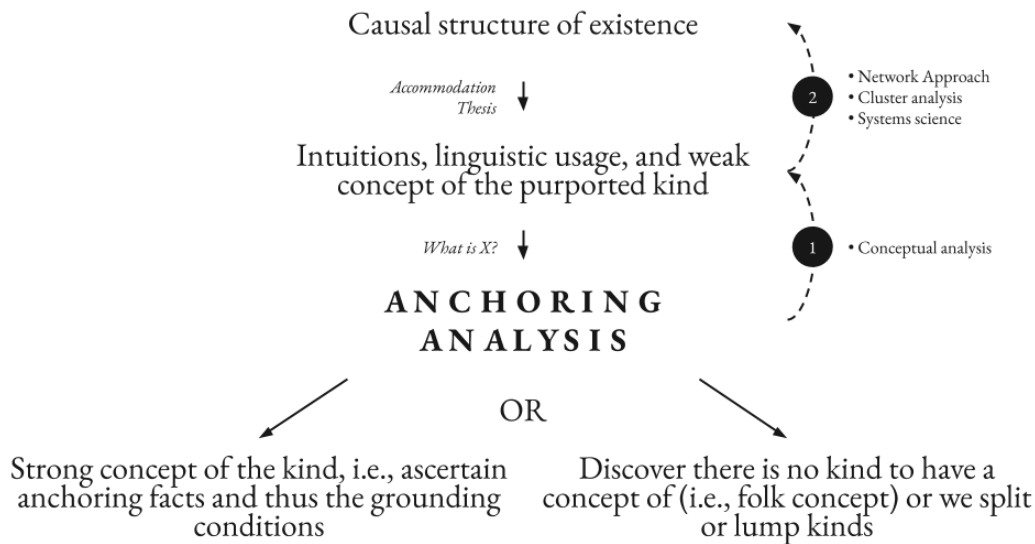 Causal structure of existence
Accommodation
Thesis
2
• Network Approach
• Cluster analysis
• Systems science
Intuitions, linguistic usage, and weak
concept of the purported kind
What is X?
1
• Conceptual analysis
ANCHORING
ANALYSIS
OR
Strong concept of the kind, i.e., ascertain
anchoring facts and thus the grounding
conditions
Discover there is no kind to have a
concept of (i.e., folk concept) or we split
or lump kinds